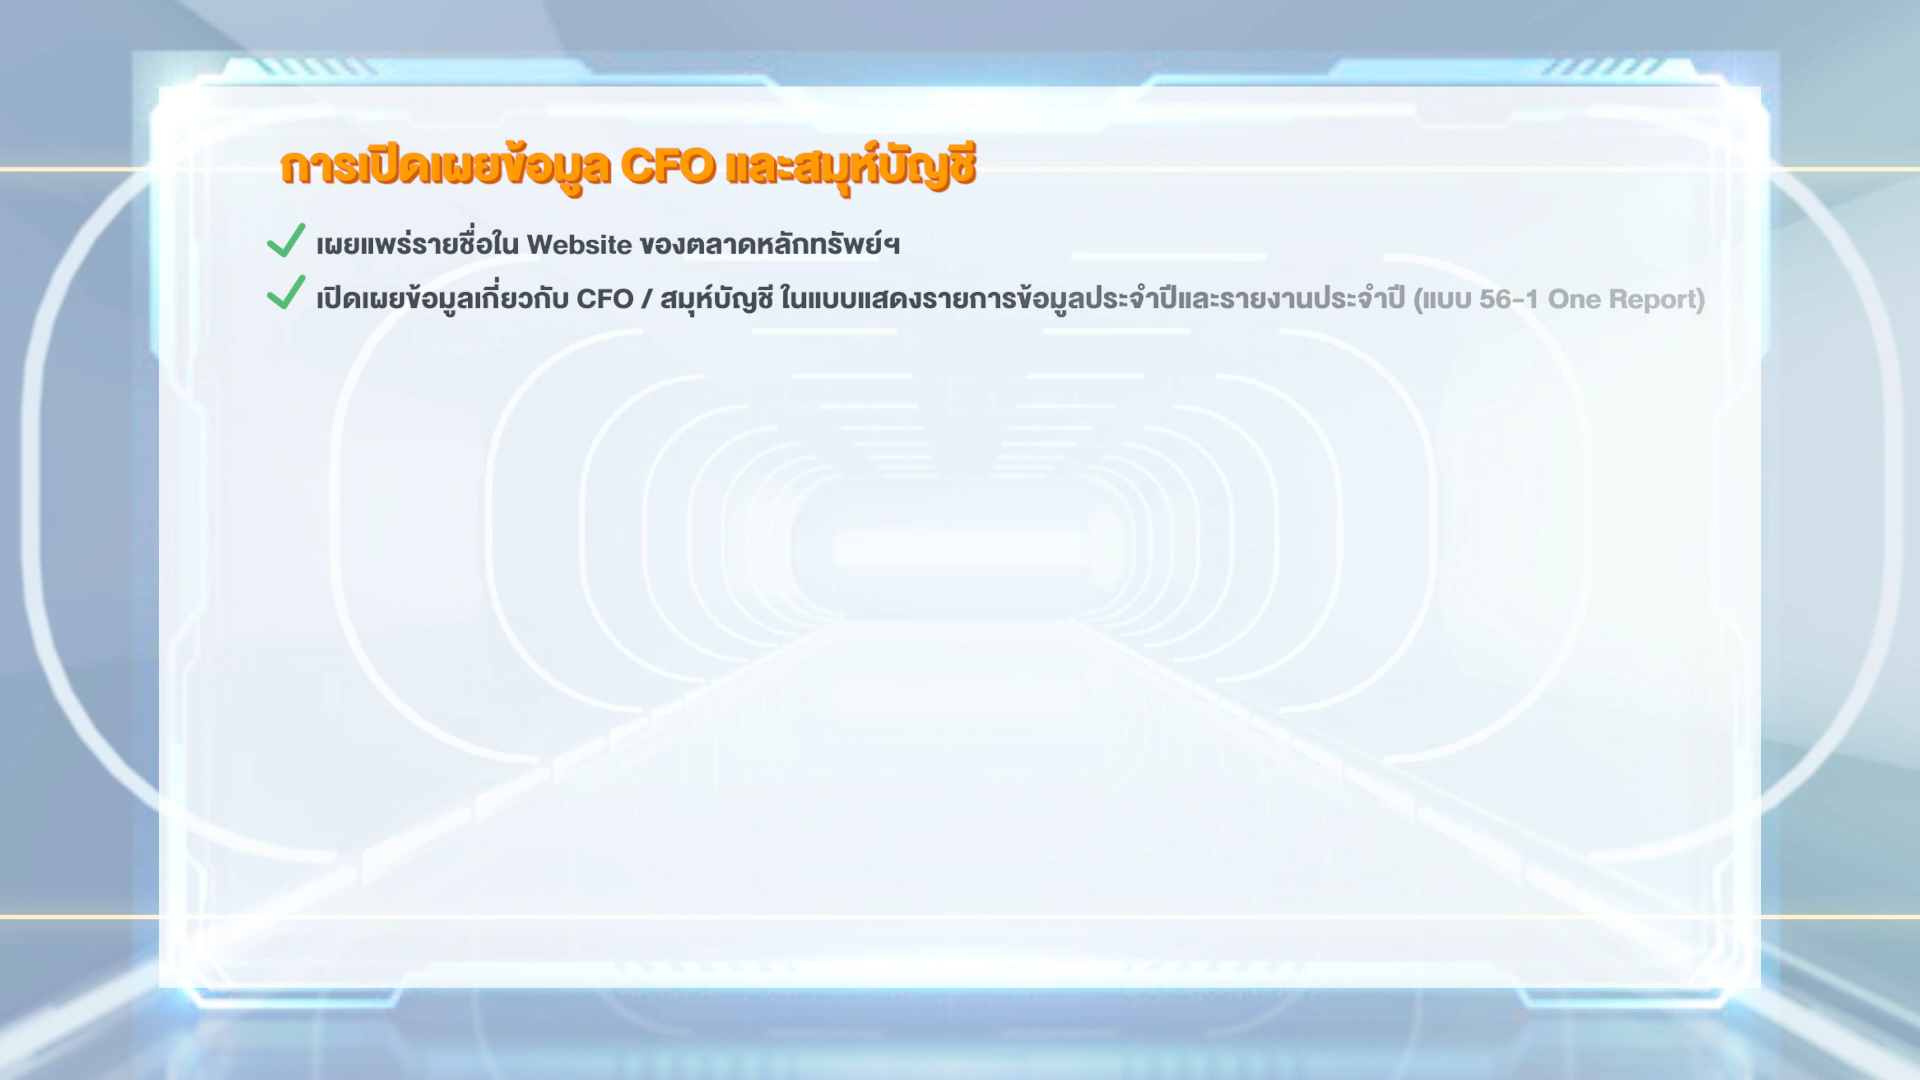 การเปิดเผยข้อมูล CFO และสมุห์บัญชี
เผยแพร่รายชื่อใน Website ของตลาดหลักทรัพย์ฯ
เปิดเผยข้อมูลเกี่ยวกับ CFO / สมุห์บัญชี ในแบบแสดงรายการข้อมูลประจำปีและรายงานประจำปี (แบบ 56-1 One Report)